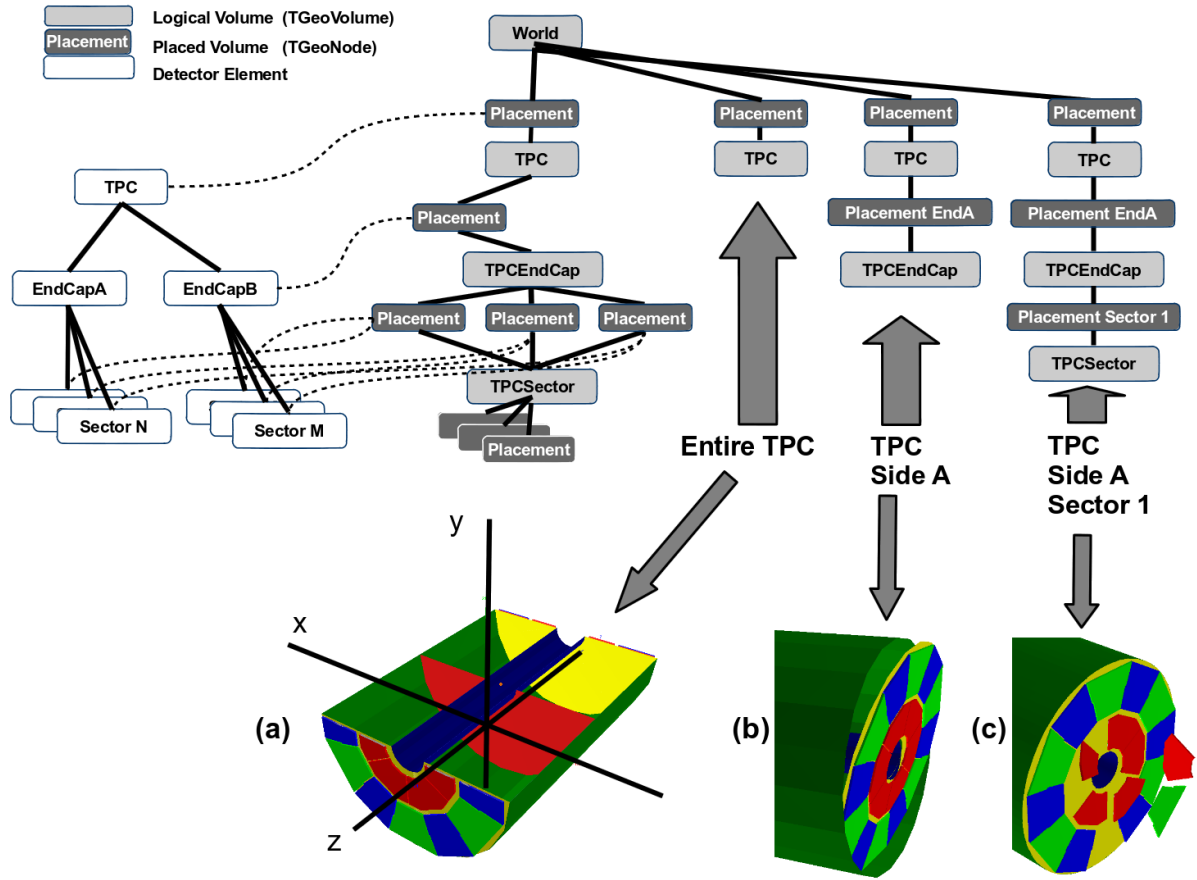 Logical Volume (TGeoVolume)
Placement
Placed Volume (TGeoNode)
Detector Element
World
Placement
Placement
Placement
Placement
TPC
TPC
TPC
TPC
TPC
Placement
Placement EndA
Placement EndA
EndCapA
EndCapB
TPCEndCap
TPCEndCap
TPCEndCap
Placement
Placement
Placement
Placement Sector 1
TPCSector
TPCSector
Sector N
Sector M
Placement
Entire TPC
TPC
Side A
TPC
Side A
Sector 1
y
x
z
(a)
(b)
(c)